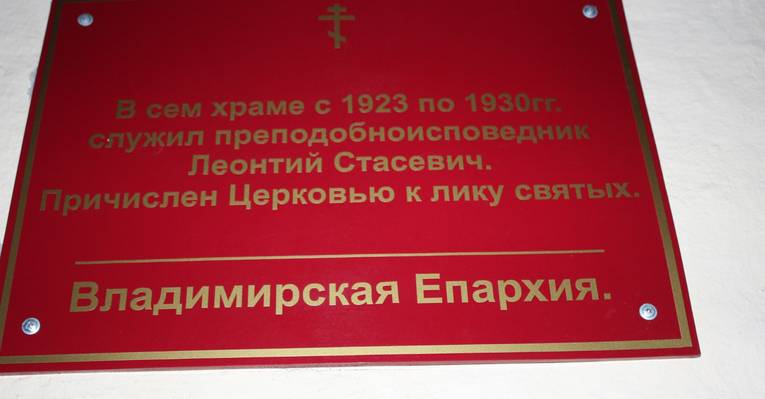 В сем храме с 1923 по 1930гг.
служил преподобноисповедник
Леонтий Стасевич.
Причислен Церковью к лику святых.
Владимирская Епархия.